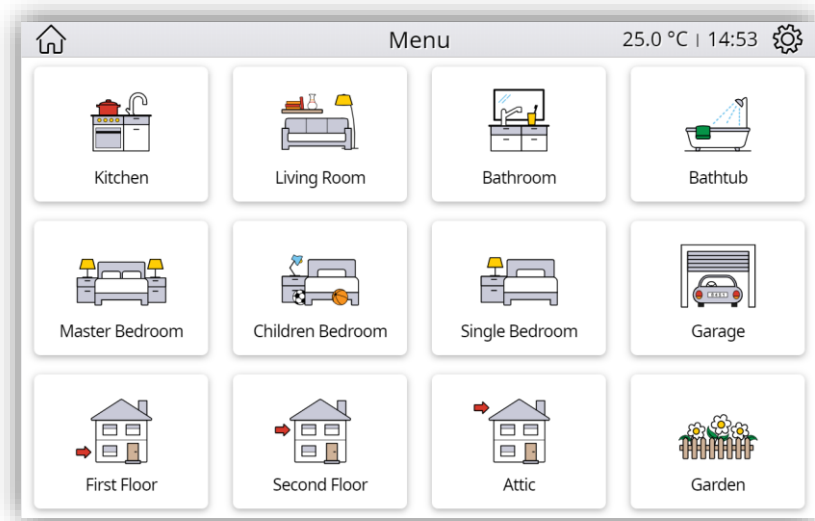 Menu
25.0 °C | 14:53
Kitchen
Living Room
Bathroom
Bathtub
Master Bedroom
Children Bedroom
Single Bedroom
Garage
First Floor
Second Floor
Attic
Garden